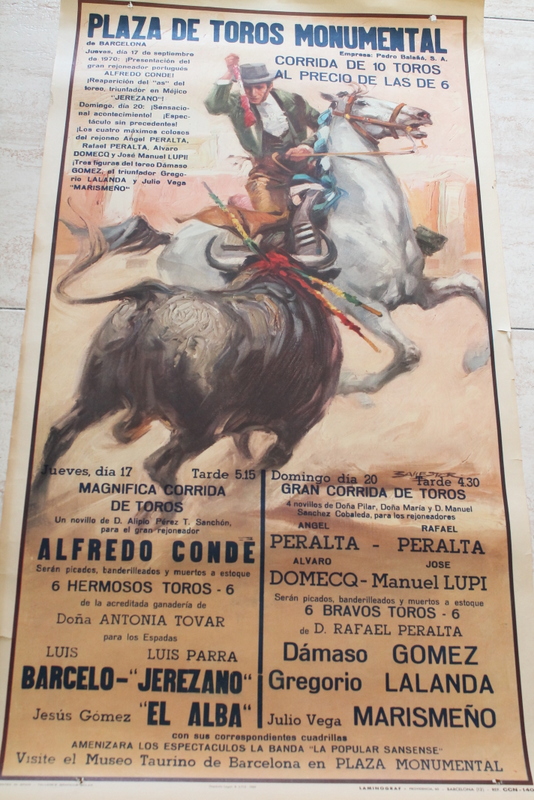 PLAZA DE TOROS MONUMENTAL
de BARCELONA
Empresa: Pedro Balañá, S. A.
Jueves, día 17 de septiembre
de 1970: ¡Presentación del
gran rejoneador portugués
ALFREDO CONDE!
¡Reaparición del "as" del
toreo, triunfador en Méjico
"JEREZANO"!
Domingo, día 20: ¡Sensacio-
nal acontecimiento! ¡Espec-
táculo sin precedentes!
¡Los cuatro máximos colosos
del rejoneo Angel PERALTA,
Rafael PERALTA, Alvaro
DOMECQ y José Manuel LUPI!
¡Tres figuras del toreo Dámaso
GOMEZ, el triunfador Grego-
rio LALANDA y Julio Vega
"MARISMEÑO"
CORRIDA DE 10 TOROS
AL PRECIO DE LAS DE 6
BALLESTAR
Jueves, día 17 Tarde 5.15
MAGNIFICA CORRIDA
DE TOROS
Un novillo de D. Alipio Pérez T. Sanchón,
para el gran rejoneador
ALFREDO CONDE
Serán picados, banderilleados y muertos a estoque
6 HERMOSOS TOROS - 6
de la acreditada ganadería de
Doña ANTONIA TOVAR
para los Espadas
LUIS LUIS PARRA
BARCELO-"JEREZANO"
Jesús Gómez "EL ALBA"
Domingo día 20 Tarde 4.30
GRAN CORRIDA DE TOROS
4 novillos de Doña Pilar, Doña María y D. Manuel
Sánchez Cobaleda, para los rejoneadores
ANGEL RAFAEL
PERALTA - PERALTA
ALVARO JOSE
DOMECQ - Manuel LUPI
Serán picados, banderilleados y muertos a estoque
6 BRAVOS TOROS - 6
de D. RAFAEL PERALTA
Dámaso GOMEZ
Gregorio LALANDA
Julio Vega MARISMEÑO
con sus correspondientes cuadrillas
AMENIZARA LOS ESPECTACULOS LA BANDA "LA POPULAR SANSENSE"
Visite el Museo Taurino de Barcelona en PLAZA MONUMENTAL
LAMINOGRAF
BARCELONA
CCN-140